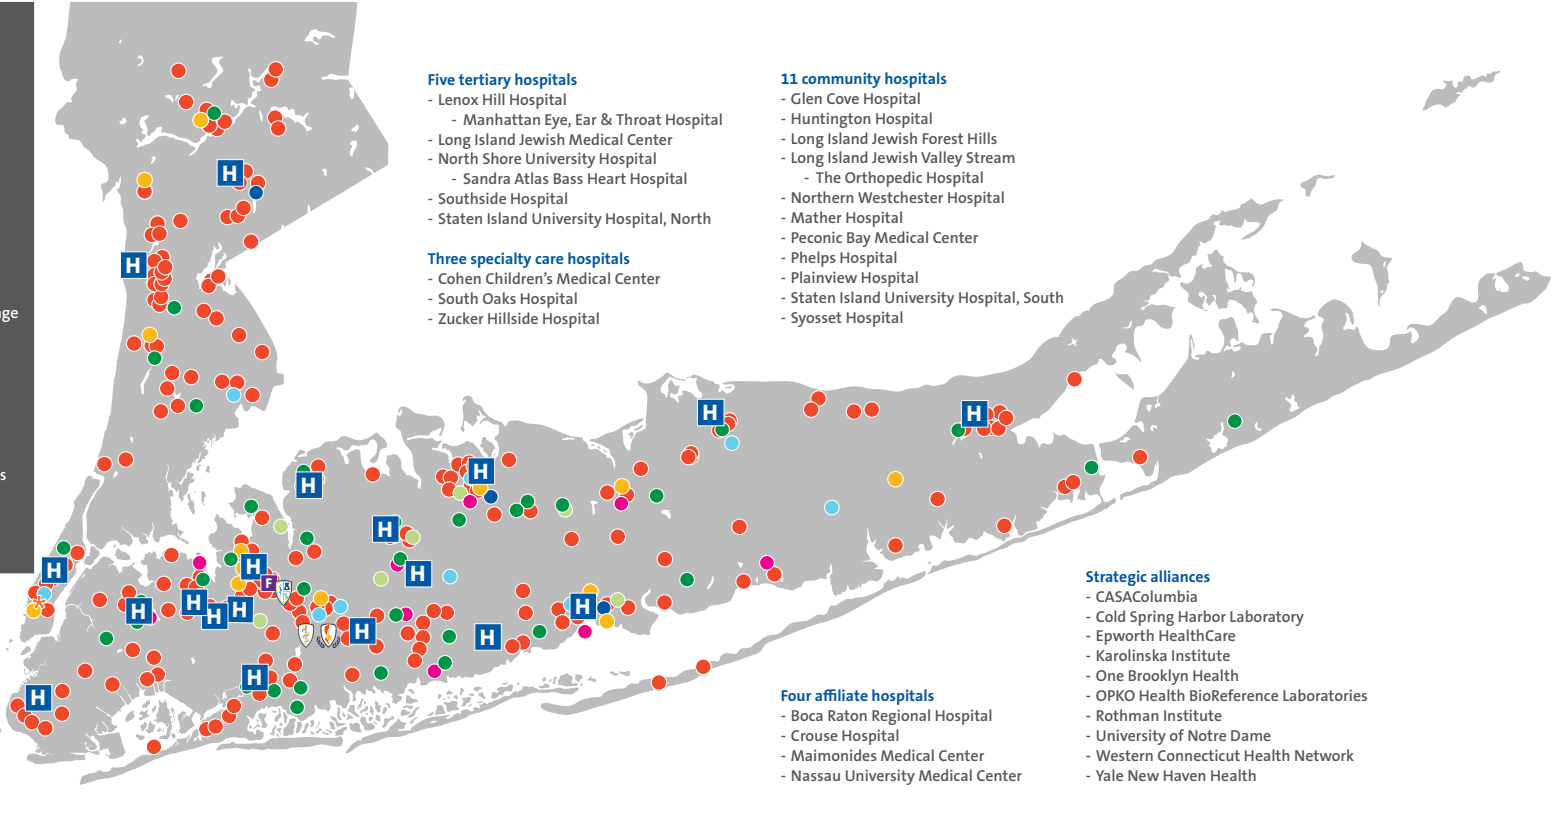 Five tertiary hospitals
- Lenox Hill Hospital
- Manhattan Eye, Ear & Throat Hospital
- Long Island Jewish Medical Center
- North Shore University Hospital
- Sandra Atlas Bass Heart Hospital
- Southside Hospital
- Staten Island University Hospital, North
Three specialty care hospitals
- Cohen Children’s Medical Center
- South Oaks Hospital
- Zucker Hillside Hospital
11 community hospitals
- Glen Cove Hospital
- Huntington Hospital
- Long Island Jewish Forest Hills
- Long Island Jewish Valley Stream
- The Orthopedic Hospital
- Northern Westchester Hospital
- Mather Hospital
- Peconic Bay Medical Center
- Phelps Hospital
- Plainview Hospital
- Staten Island University Hospital, South
- Syosset Hospital
Four affiliate hospitals
- Boca Raton Regional Hospital
- Crouse Hospital
- Maimonides Medical Center
- Nassau University Medical Center
Strategic alliances
- CASAColumbia
- Cold Spring Harbor Laboratory
- Epworth HealthCare
- Karolinska Institute
- One Brooklyn Health
- OPKO Health BioReference Laboratories
- Rothman Institute
- University of Notre Dame
- Western Connecticut Health Network
- Yale New Haven Health
H
H
H
H
H
H
H
H
H
F
H
H
H
H
H
H
H
H
H